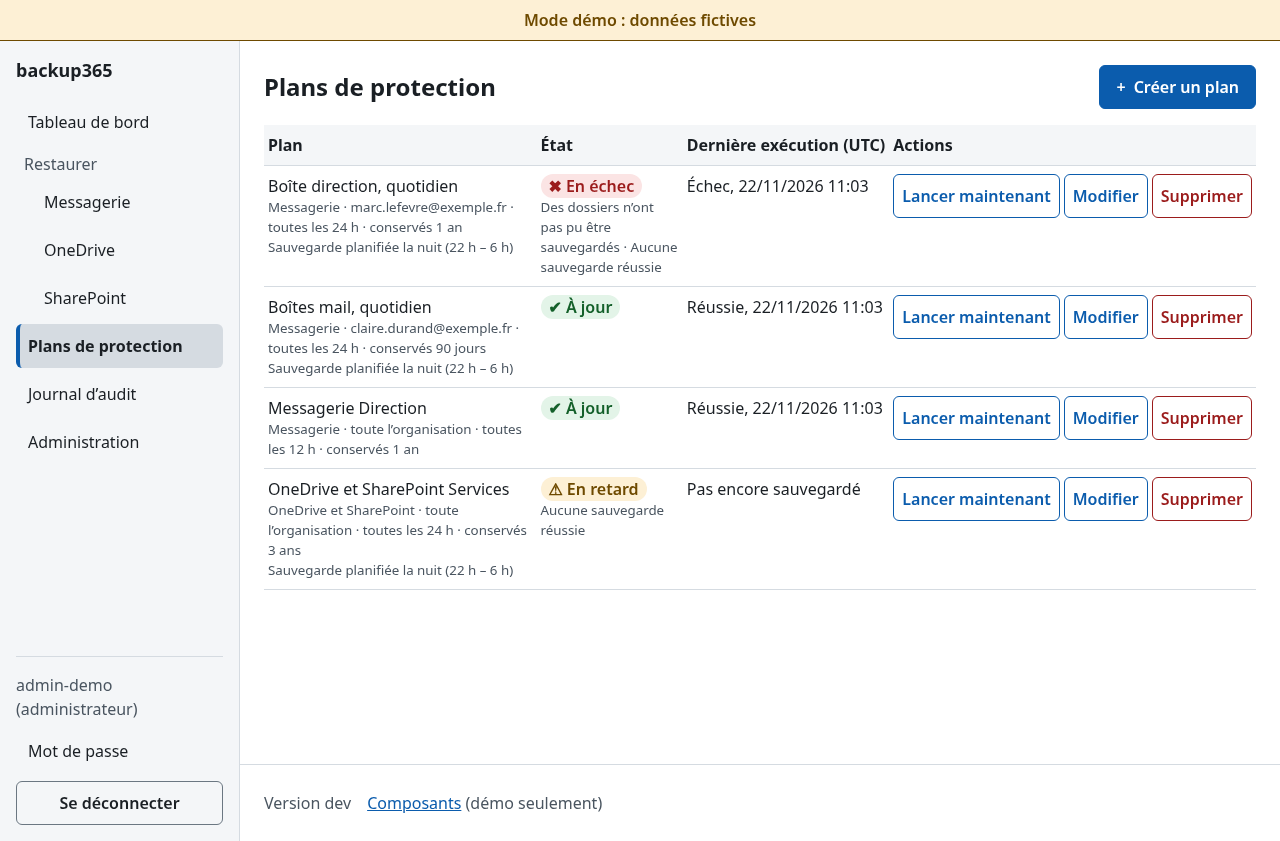 Mode démo : données fictives
backup365
Tableau de bord
Restaurer
Messagerie
OneDrive
SharePoint
Plans de protection
Journal d’audit
Administration
admin-demo
(administrateur)
Mot de passe
Se déconnecter
Plans de protection
+ Créer un plan
Plan État Dernière exécution (UTC) Actions
Boîte direction, quotidien
Messagerie · marc.lefevre@exemple.fr ·
toutes les 24 h · conservés 1 an
Sauvegarde planifiée la nuit (22 h – 6 h)
✖ En échec
Des dossiers n’ont
pas pu être
sauvegardés · Aucune
sauvegarde réussie
Échec, 22/11/2026 11:03
Lancer maintenant Modifier Supprimer
Boîtes mail, quotidien
Messagerie · claire.durand@exemple.fr ·
toutes les 24 h · conservés 90 jours
Sauvegarde planifiée la nuit (22 h – 6 h)
✔ À jour
Réussie, 22/11/2026 11:03
Lancer maintenant Modifier Supprimer
Messagerie Direction
Messagerie · toute l’organisation · toutes
les 12 h · conservés 1 an
✔ À jour
Réussie, 22/11/2026 11:03
Lancer maintenant Modifier Supprimer
OneDrive et SharePoint Services
OneDrive et SharePoint · toute
l’organisation · toutes les 24 h · conservés
3 ans
Sauvegarde planifiée la nuit (22 h – 6 h)
⚠ En retard
Aucune sauvegarde
réussie
Pas encore sauvegardé
Lancer maintenant Modifier Supprimer
Version dev Composants (démo seulement)